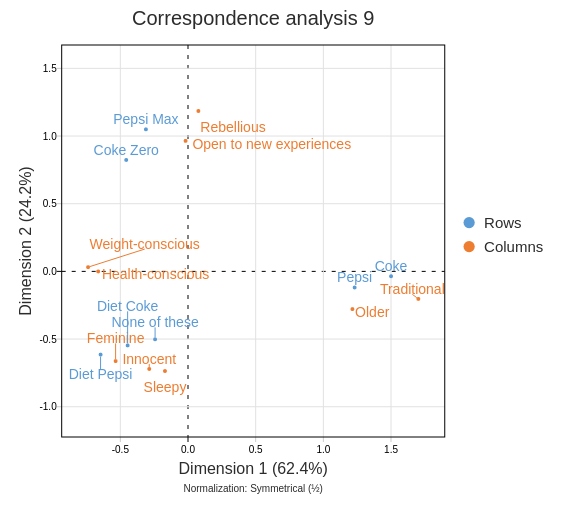 Correspondence analysis 9
1.5
1.0
0.5
0.0
-0.5
-1.0
Dimension 2 (24.2%)
Pepsi Max
Rebellious
Coke Zero
Open to new experiences
Weight-conscious
Health-conscious
Coke
Pepsi
Traditional
Older
Diet Coke
None of these
Feminine
Innocent
Diet Pepsi
Sleepy
-0.5
0.0
0.5
1.0
1.5
Dimension 1 (62.4%)
Normalization: Symmetrical (½)
Rows
Columns